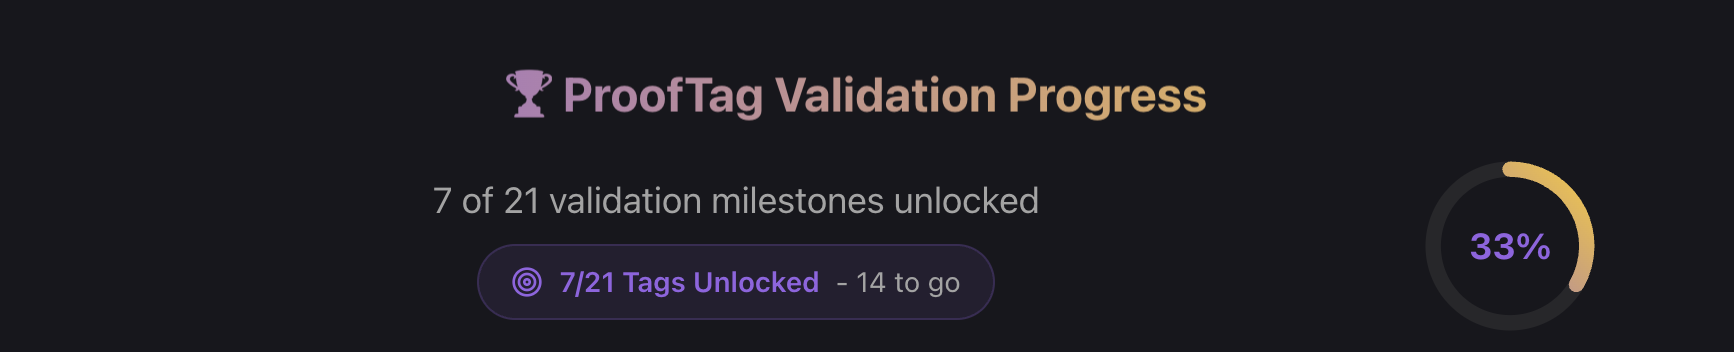 ProofTag Validation Progress
7 of 21 validation milestones unlocked
7/21 Tags Unlocked - 14 to go
33%